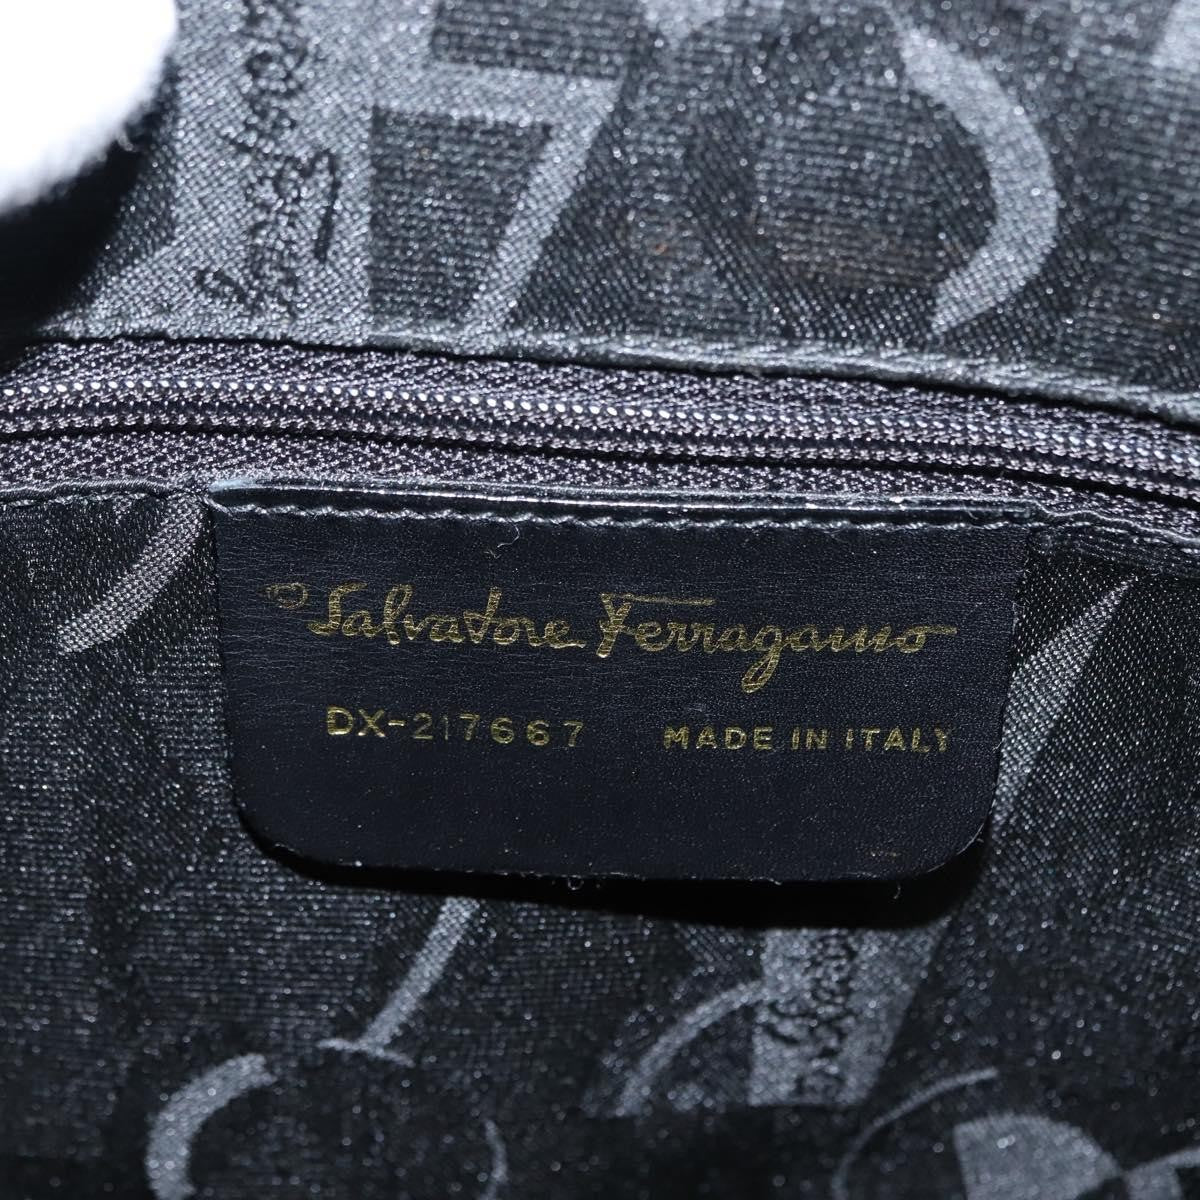 Salvatore Ferragamo
DX-217667 MADE IN ITALY